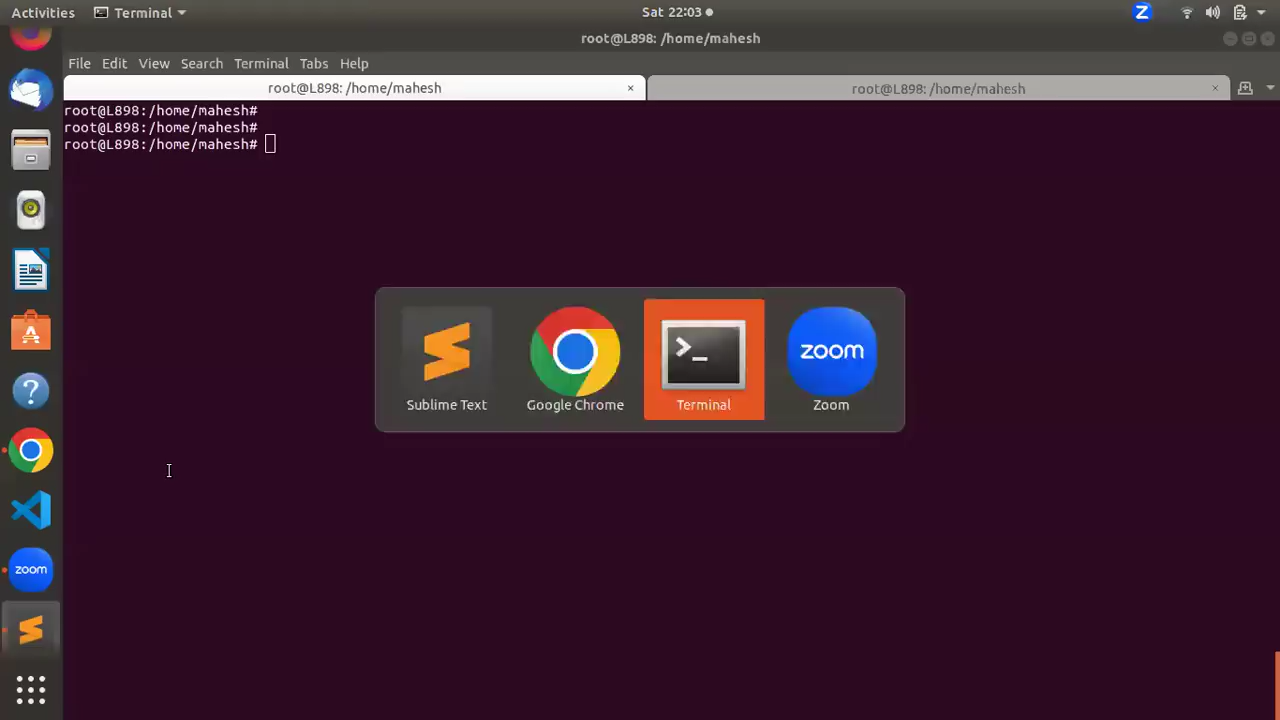 Activities Terminal Sat 22:03 Z
root@L898: /home/mahesh
File Edit View Search Terminal Tabs Help
root@L898: /home/mahesh × root@L898: /home/mahesh ×
root@L898:/home/mahesh#
root@L898:/home/mahesh#
root@L898:/home/mahesh#
>_ zoom
Sublime Text Google Chrome Terminal Zoom
A
?
zoom